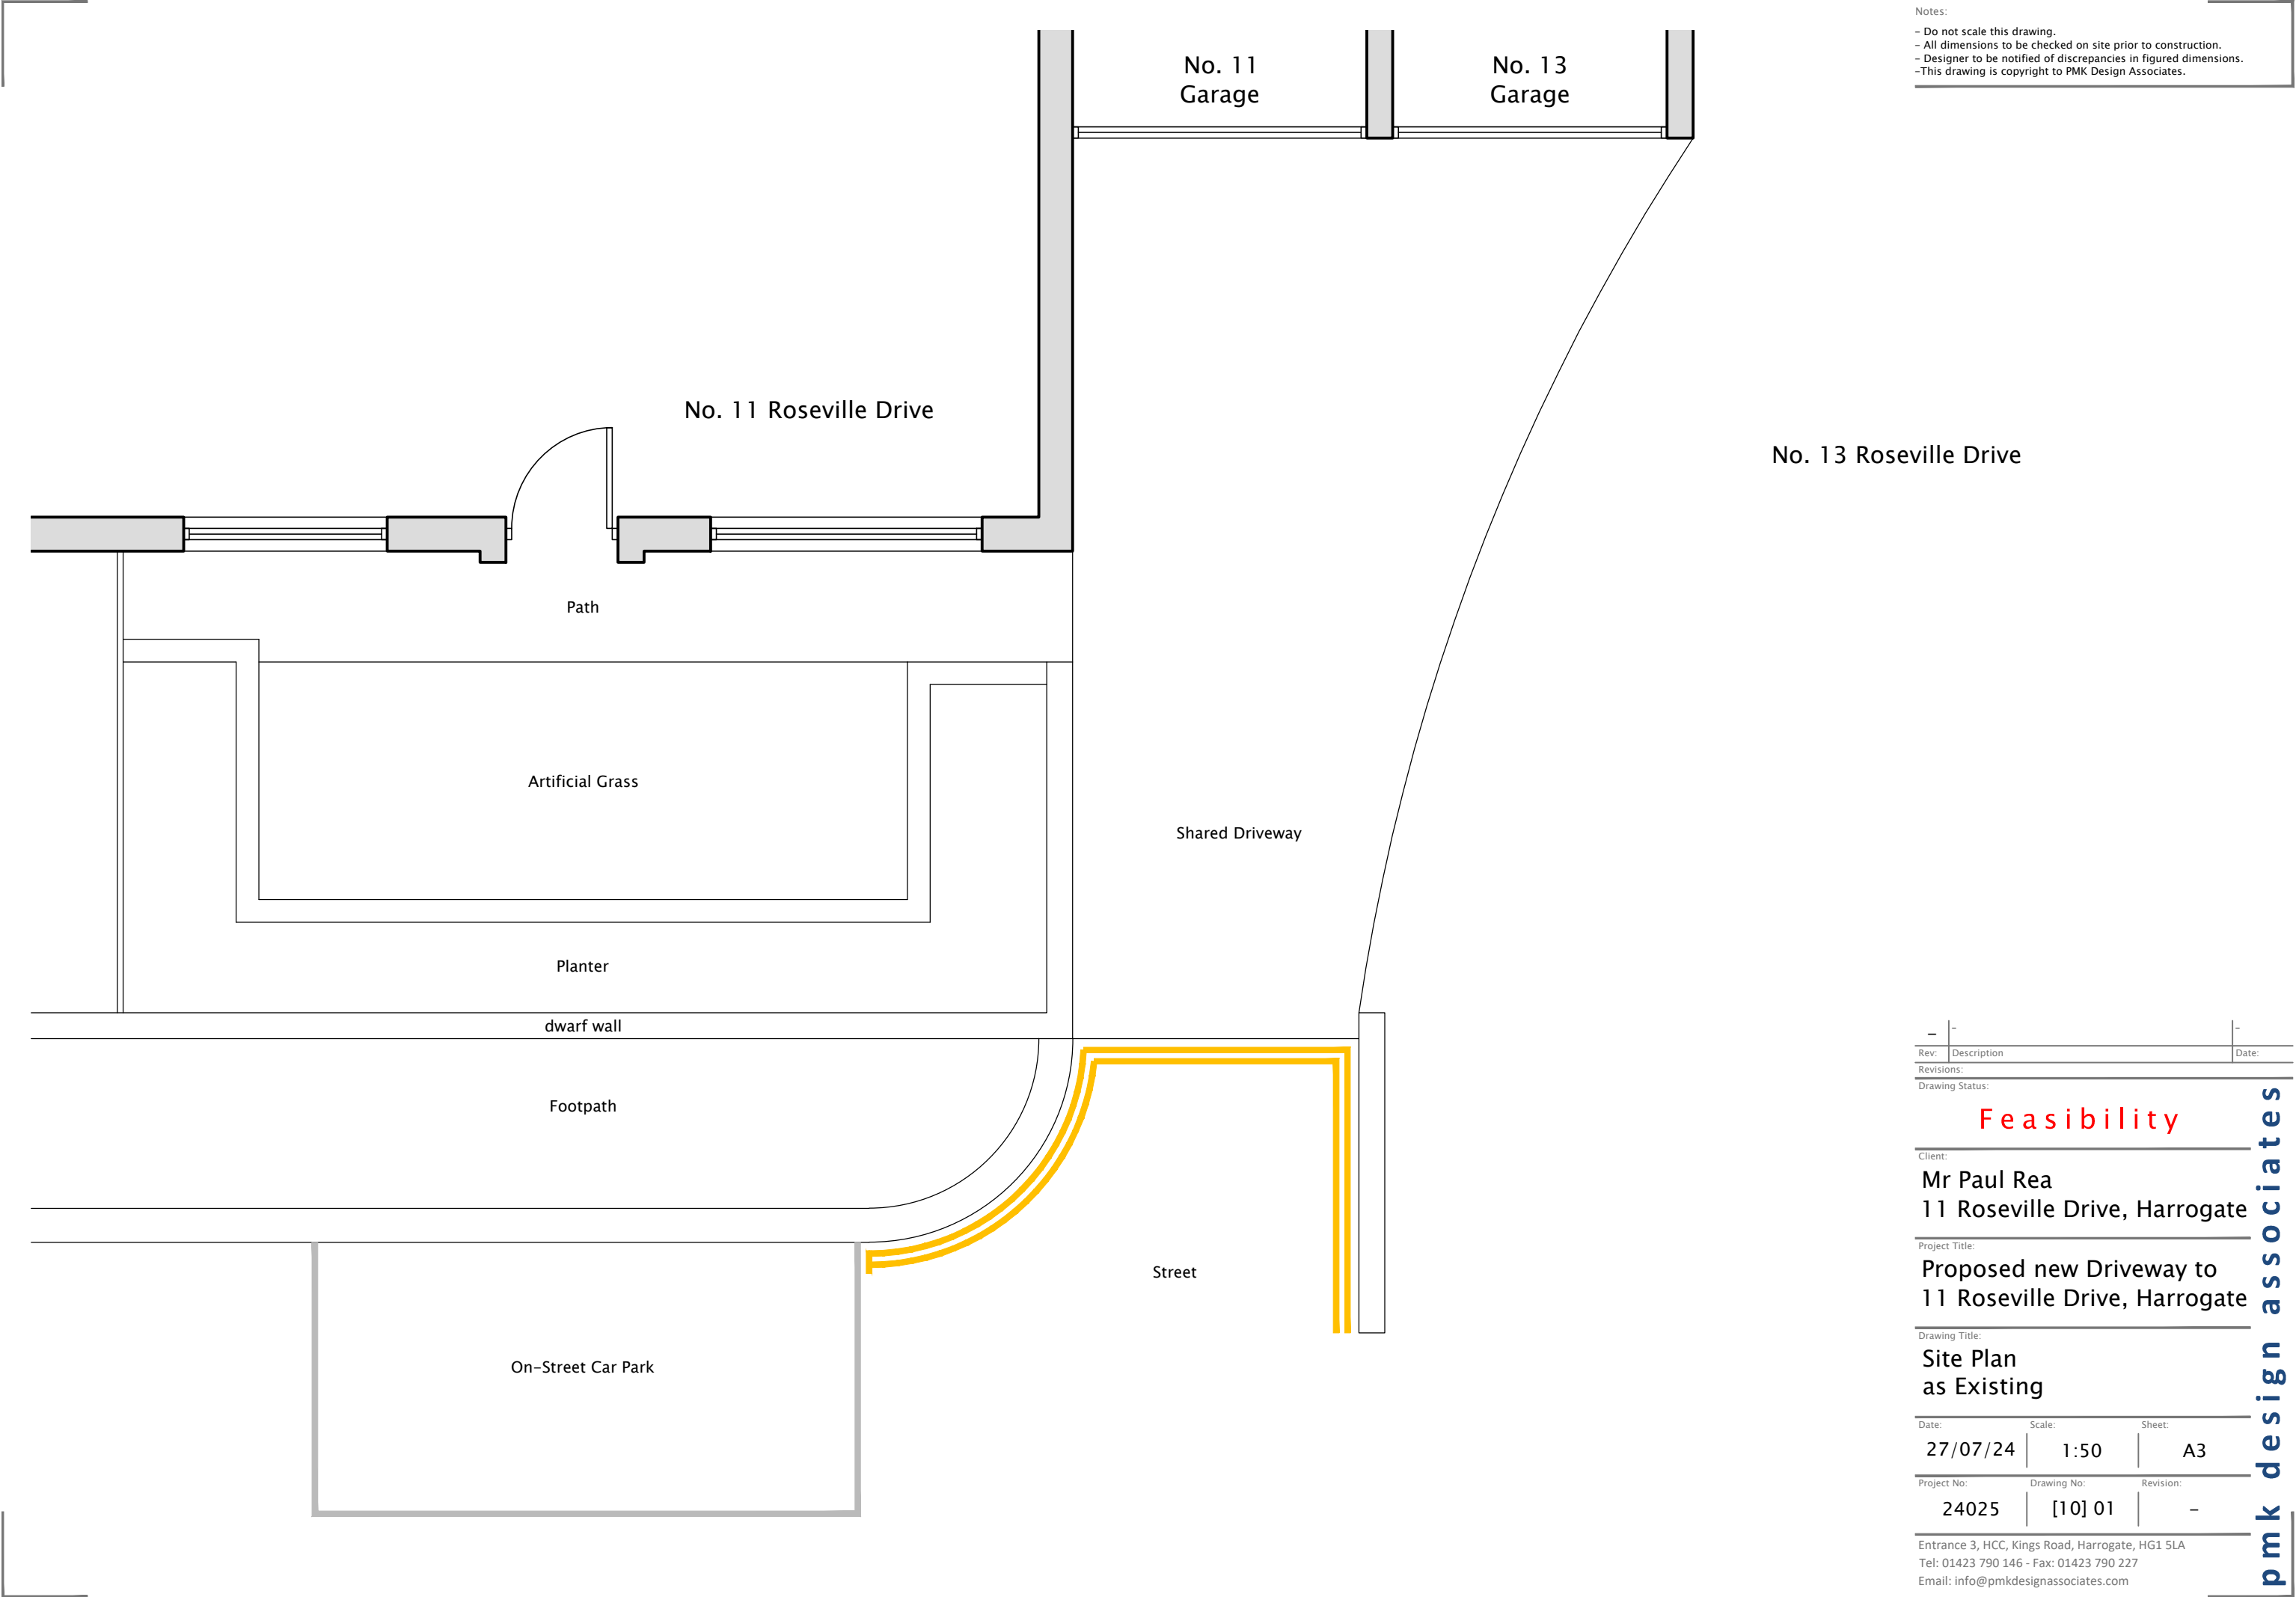 Notes:
- Do not scale this drawing.
- All dimensions to be checked on site prior to construction.
- Designer to be notified of discrepancies in figured dimensions.
-This drawing is copyright to PMK Design Associates.
No. 11
Garage
No. 13
Garage
No. 11 Roseville Drive
No. 13 Roseville Drive
Path
Artificial Grass
Shared Driveway
Planter
dwarf wall
Footpath
Street
On-Street Car Park
- - -
Rev: Description Date:
Revisions:
Drawing Status:
Feasibility
Client:
Mr Paul Rea
11 Roseville Drive, Harrogate
Project Title:
Proposed new Driveway to
11 Roseville Drive, Harrogate
Drawing Title:
Site Plan
as Existing
Date: Scale: Sheet:
27/07/24 1:50 A3
Project No: Drawing No: Revision:
24025 [10] 01 -
Entrance 3, HCC, Kings Road, Harrogate, HG1 5LA
Tel: 01423 790 146 - Fax: 01423 790 227
Email: info@pmkdesignassociates.com
pmk design associates